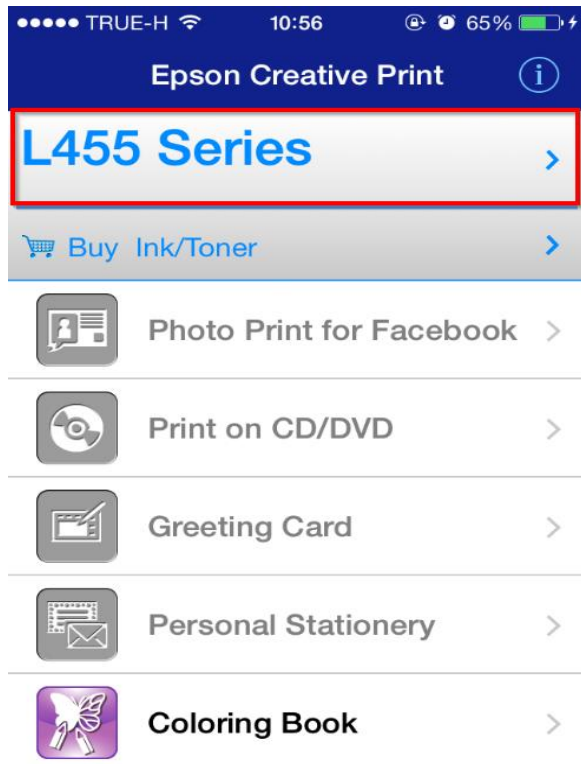 TRUE-H 10:56 65%
Epson Creative Print i
L455 Series
Buy Ink/Toner
Photo Print for Facebook
Print on CD/DVD
Greeting Card
Personal Stationery
Coloring Book